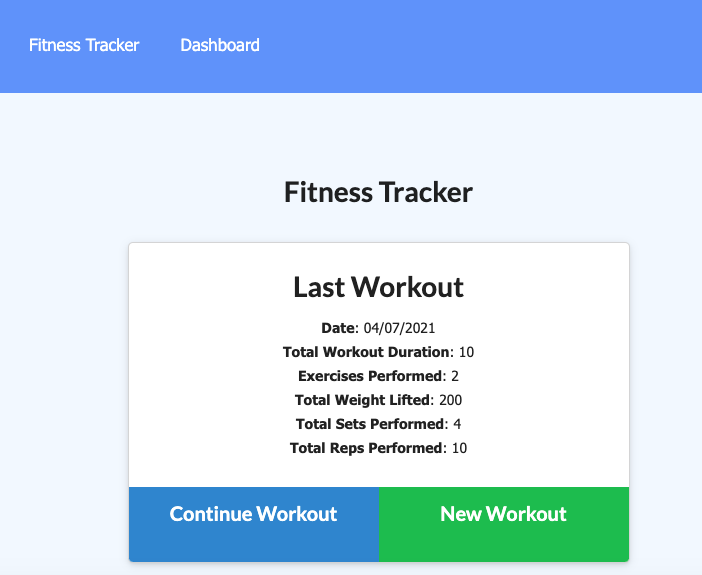 Fitness Tracker Dashboard
Fitness Tracker
Last Workout
Date: 04/07/2021
Total Workout Duration: 10
Exercises Performed: 2
Total Weight Lifted: 200
Total Sets Performed: 4
Total Reps Performed: 10
Continue Workout New Workout